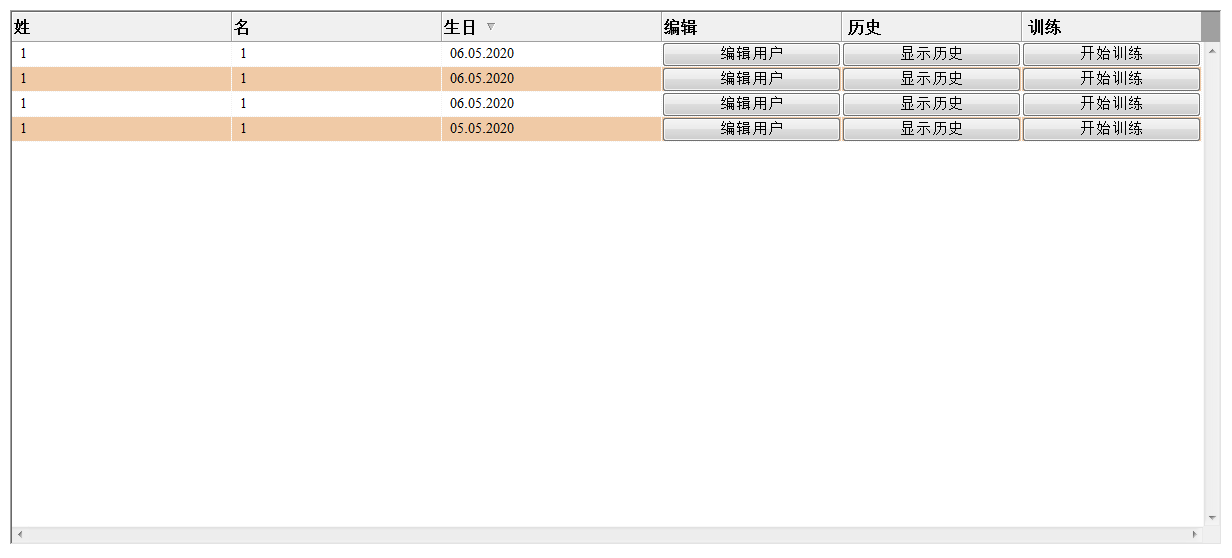 姓 名 生日 编辑 历史 训练
1 1 06.05.2020 编辑用户 显示历史 开始训练
1 1 06.05.2020 编辑用户 显示历史 开始训练
1 1 06.05.2020 编辑用户 显示历史 开始训练
1 1 05.05.2020 编辑用户 显示历史 开始训练